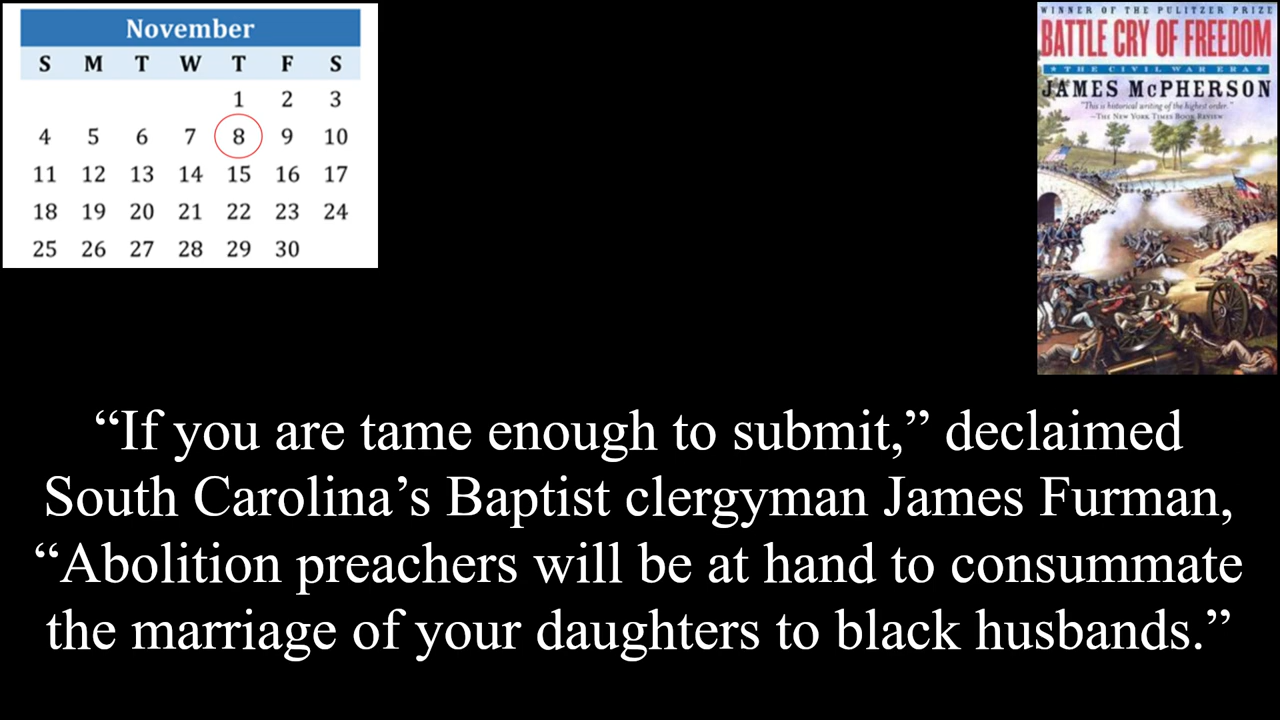 November
S M T W T F S
1 2 3
4 5 6 7 8 9 10
11 12 13 14 15 16 17
18 19 20 21 22 23 24
25 26 27 28 29 30
WINNER OF THE PULITZER PRIZE
BATTLE CRY OF FREEDOM
THE CIVIL WAR ERA
JAMES McPHERSON
"This is historical writing of the highest order."
—THE NEW YORK TIMES BOOK REVIEW
“If you are tame enough to submit,” declaimed
South Carolina’s Baptist clergyman James Furman,
“Abolition preachers will be at hand to consummate
the marriage of your daughters to black husbands.”